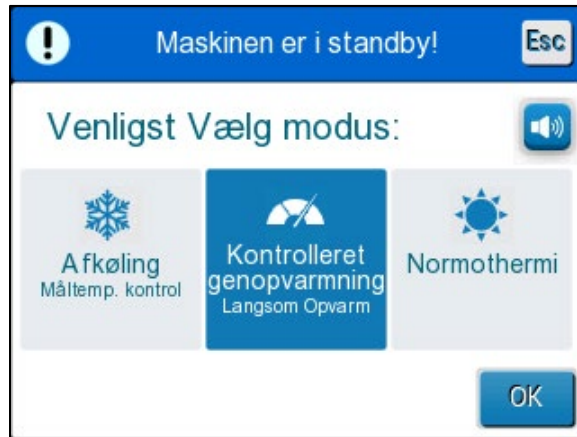 Maskinen er i standby!
Esc
Venligst Vælg modus:
Afkøling
Måltemp. kontrol
Kontrolleret
genopvarmning
Langsom Opvarm
Normothermi
OK